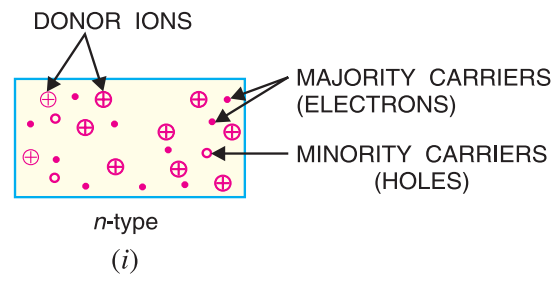 DONOR IONS
MAJORITY CARRIERS
(ELECTRONS)
MINORITY CARRIERS
(HOLES)
n-type
(i)